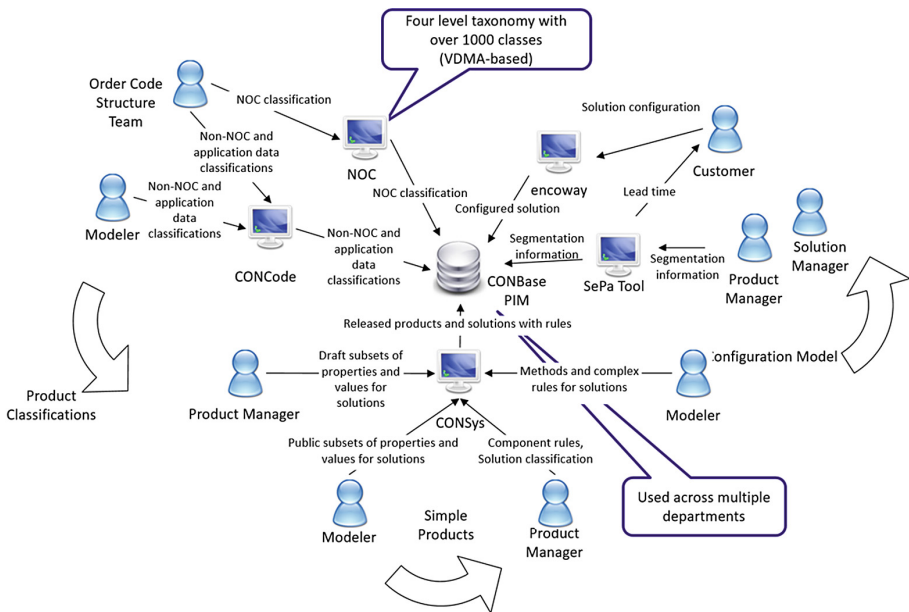 Four level taxonomy with
over 1000 classes
(VDMA-based)
Order Code
Structure
Team
NOC classification
Solution configuration
Non-NOC and
application data
classifications
NOC
encoway
Customer
Non-NOC and
application
data
classifications
NOC classification
Lead time
Modeler
Configured solution
CONCode
Non-NOC and
application data
classifications
Segmentation
information
CONBase
PIM
SePa Tool
Segmentation
information
Product
Manager
Solution
Manager
Released products and solutions with rules
Draft subsets of
properties and
values for
solutions
Methods and complex
rules for solutions
onfiguration Model
Product
Classifications
Product Manager
CONSys
Modeler
Public subsets of properties and
values for solutions
Component rules,
Solution classification
Used across multiple
departments
Modeler
Simple
Products
Product
Manager